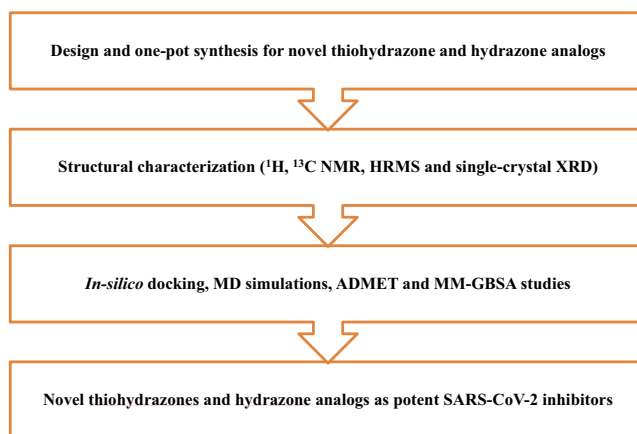 Design and one-pot synthesis for novel thiohydrazone and hydrazone analogs
Structural characterization (¹H, ¹³C NMR, HRMS and single-crystal XRD)
In-silico docking, MD simulations, ADMET and MM-GBSA studies
Novel thiohydrazones and hydrazone analogs as potent SARS-CoV-2 inhibitors